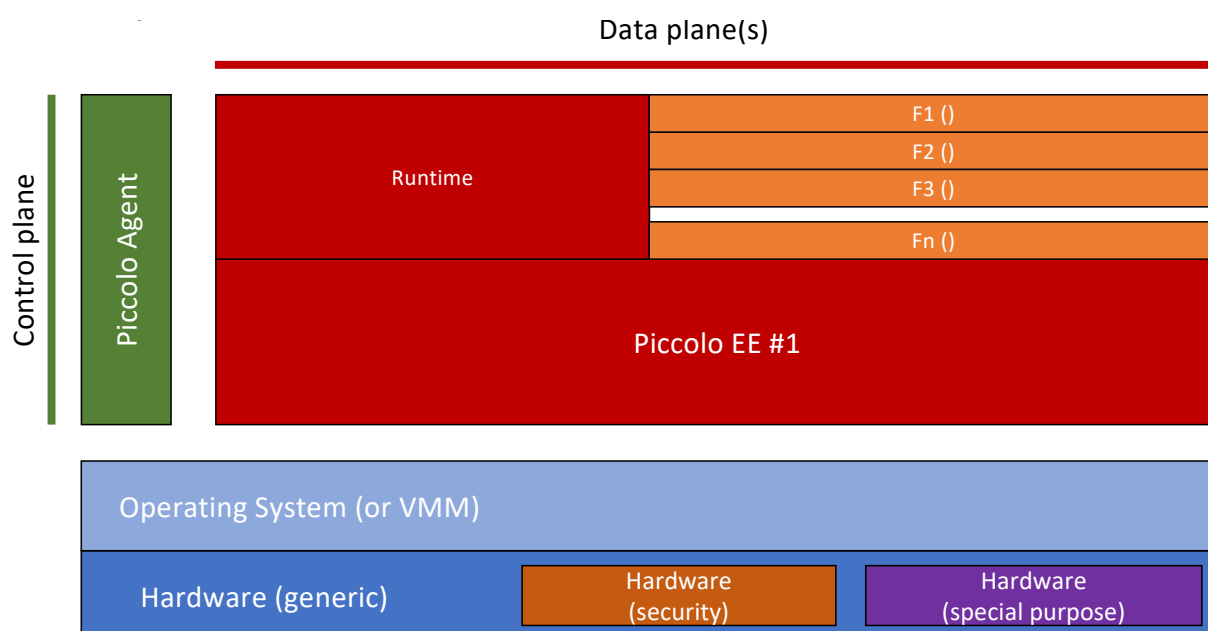 Data plane(s)
Control plane
Piccolo Agent
Runtime
F1 ()
F2 ()
F3 ()
Fn ()
Piccolo EE #1
Operating System (or VMM)
Hardware (generic)
Hardware
(security)
Hardware
(special purpose)